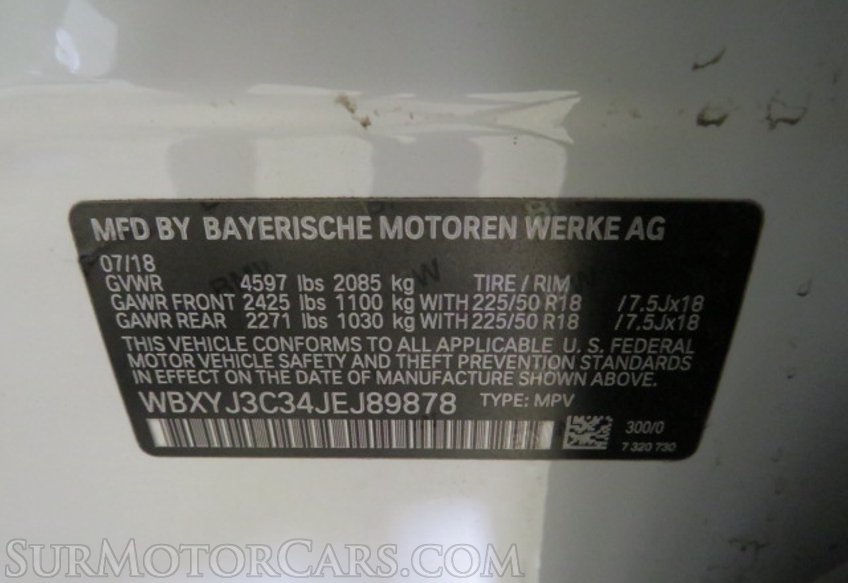 MFD BY BAYERISCHE MOTOREN WERKE AG
07/18
GVWR 4597 lbs 2085 kg TIRE / RIM
GAWR FRONT 2425 lbs 1100 kg WITH 225/50 R18 /7.5Jx18
GAWR REAR 2271 lbs 1030 kg WITH 225/50 R18 /7.5Jx18
THIS VEHICLE CONFORMS TO ALL APPLICABLE U. S. FEDERAL
MOTOR VEHICLE SAFETY AND THEFT PREVENTION STANDARDS
IN EFFECT ON THE DATE OF MANUFACTURE SHOWN ABOVE.
WBXYJ3C34JEJ89878 TYPE: MPV
300/0
7 320 730
SurMotorCars.com